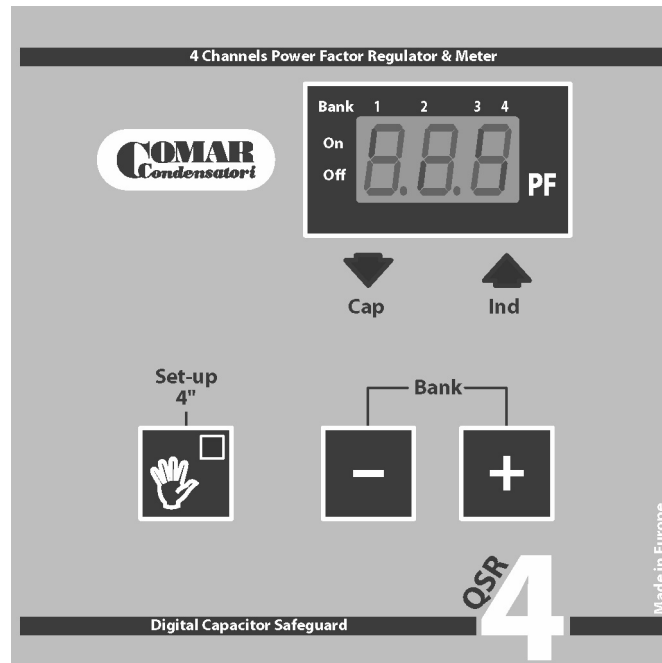 4 Channels Power Factor Regulator & Meter
Bank 1 2 3 4
On
Off
PF
COMAR
Condensatori
Cap Ind
Set-up
4"
Bank
- +
QSR
4
Made in Europe
Digital Capacitor Safeguard